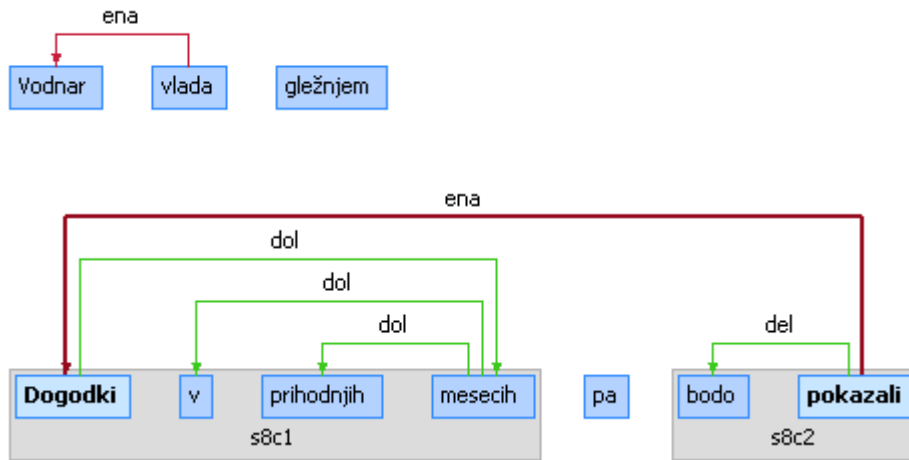 ena
Vodnar vlada gležnjem
ena
dol
dol
dol del
Dogodki v prihodnjih mesecih pa bodo pokazali
s8c1 s8c2